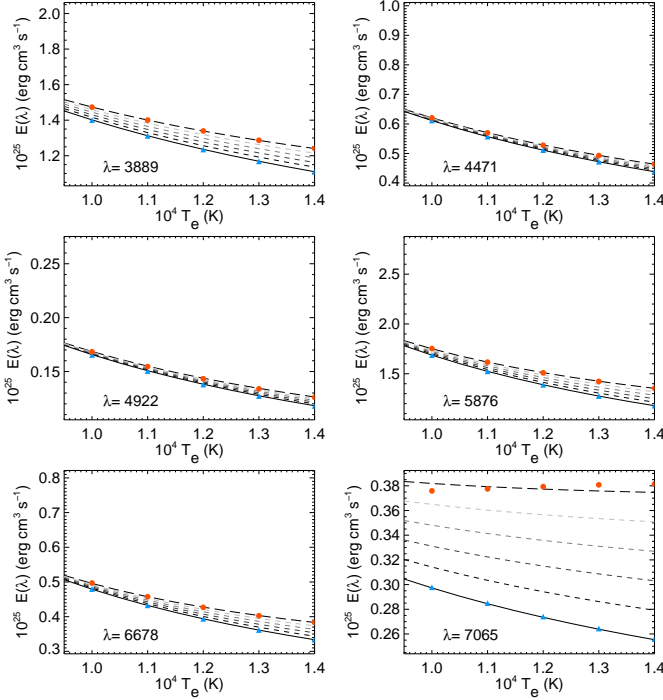 2.0
1.8
1.6
1.4
1.2
10²⁵ E(λ) (erg cm³ s⁻¹)
λ= 3889
1.0 1.1 1.2 1.3 1.4
10⁴ Tₑ (K)
1.0
0.9
0.8
0.7
0.6
0.5
0.4
10²⁵ E(λ) (erg cm³ s⁻¹)
λ= 4471
1.0 1.1 1.2 1.3 1.4
10⁴ Tₑ (K)
0.25
0.20
0.15
10²⁵ E(λ) (erg cm³ s⁻¹)
λ= 4922
1.0 1.1 1.2 1.3 1.4
10⁴ Tₑ (K)
2.5
2.0
1.5
10²⁵ E(λ) (erg cm³ s⁻¹)
λ= 5876
1.0 1.1 1.2 1.3 1.4
10⁴ Tₑ (K)
0.8
0.7
0.6
0.5
0.4
0.3
10²⁵ E(λ) (erg cm³ s⁻¹)
λ= 6678
1.0 1.1 1.2 1.3 1.4
10⁴ Tₑ (K)
0.38
0.36
0.34
0.32
0.30
0.28
0.26
10²⁵ E(λ) (erg cm³ s⁻¹)
λ= 7065
1.0 1.1 1.2 1.3 1.4
10⁴ Tₑ (K)